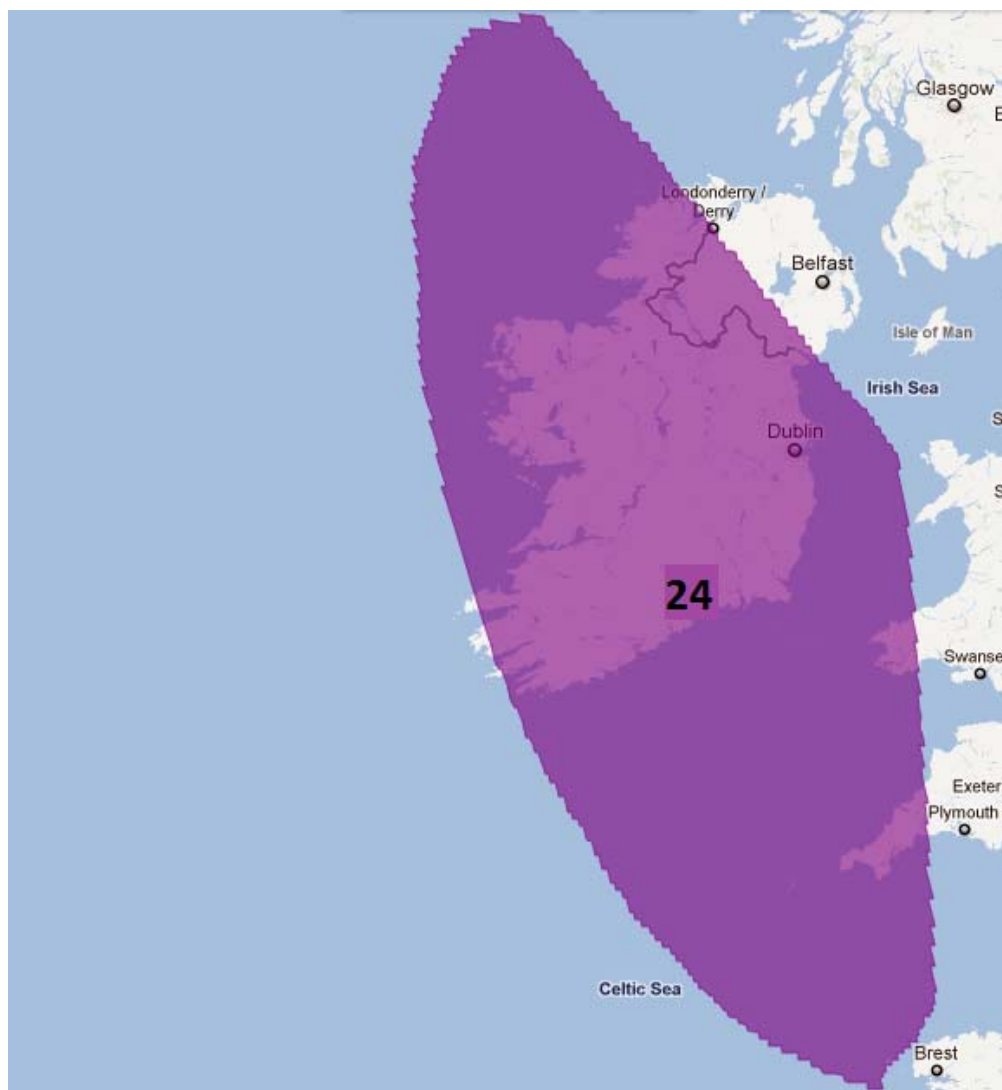 Glasgow
Londonderry /
Derry
Belfast
Isle of Man
Irish Sea
Dublin
24
Swanse
Exeter
Plymouth
Celtic Sea
Brest